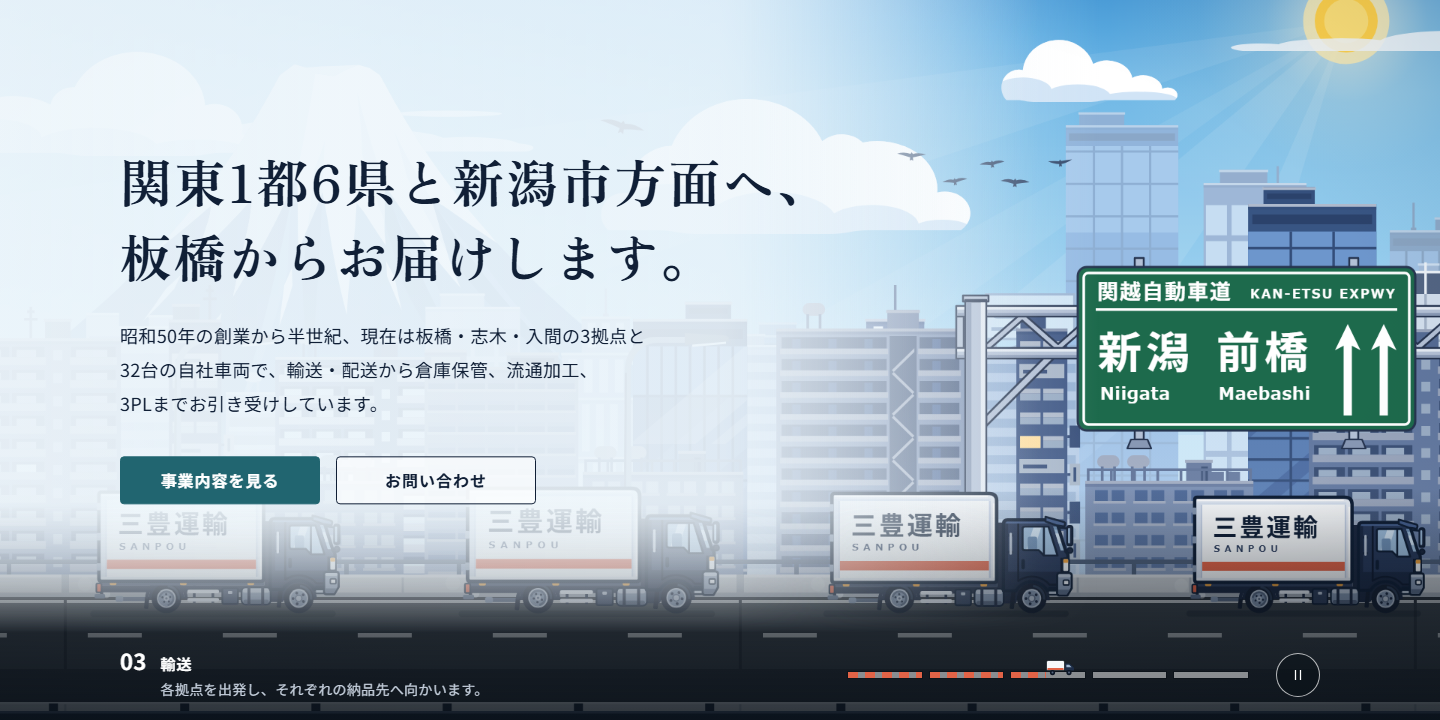 関東1都6県と新潟市方面へ、
板橋からお届けします。
昭和50年の創業から半世紀、現在は板橋・志木・入間の3拠点と
32台の自社車両で、輸送・配送から倉庫保管、流通加工、
3PLまでお引き受けしています。
事業内容を見る
お問い合わせ
関越自動車道 KAN-ETSU EXPWY
新潟 前橋
Niigata Maebashi
三豊運輸
SANPOU
三豊運輸
SANPOU
三豊運輸
SANPOU
三豊運輸
SANPOU
03 輸送
各拠点を出発し、それぞれの納品先へ向かいます。